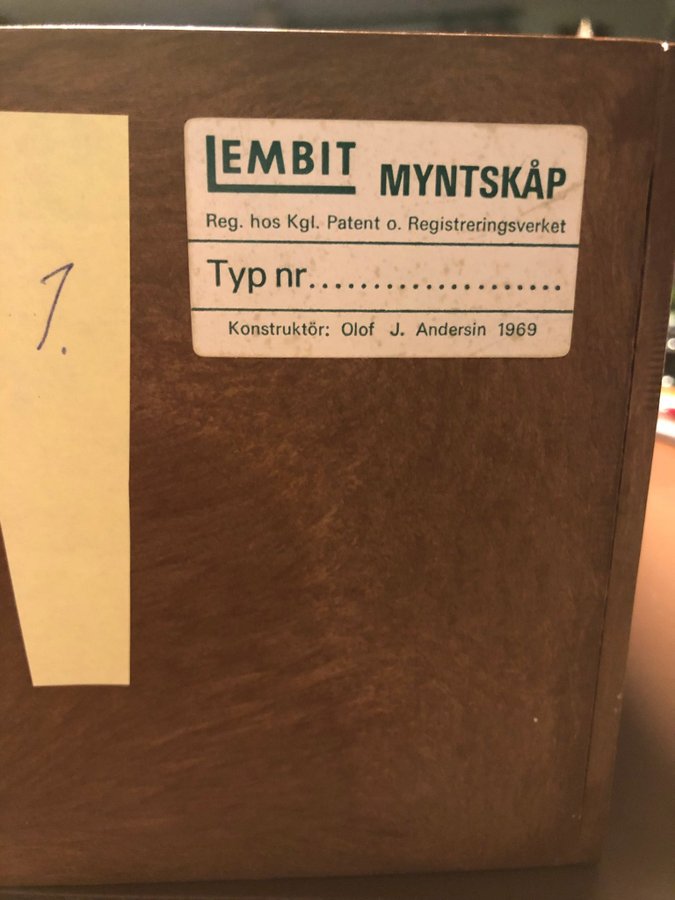 LEMBIT MYNTSKÅP
Reg. hos Kgl. Patent o. Registreringsverket
Typ nr....................
Konstruktör: Olof J. Andersin 1969
1.